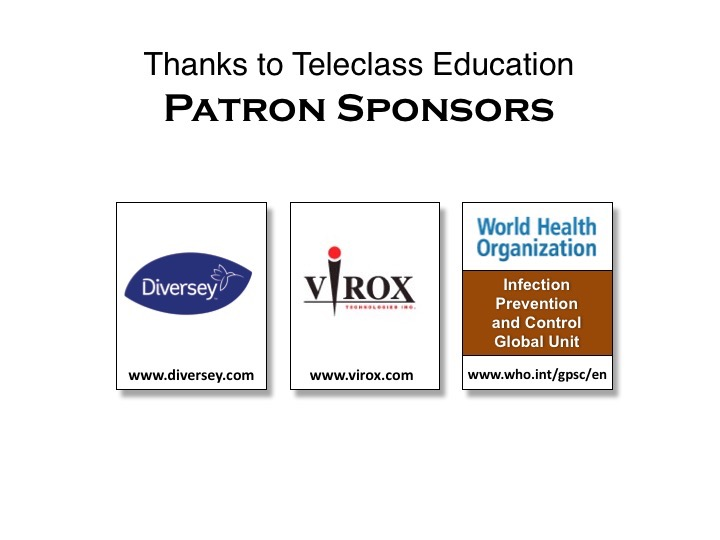 Thanks to Teleclass Education
PATRON SPONSORS
Diversey™
www.diversey.com
VIROX
TECHNOLOGIES INC.
www.virox.com
World Health
Organization
Infection
Prevention
and Control
Global Unit
www.who.int/gpsc/en